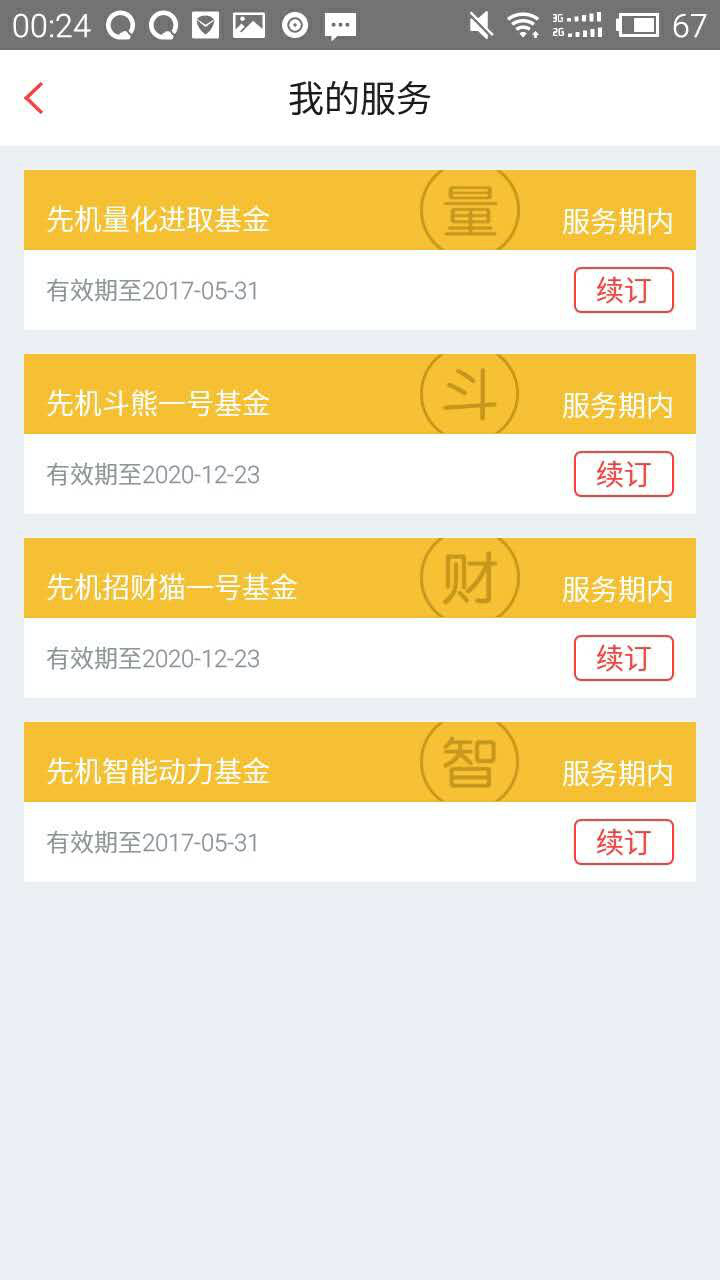 00:24 3G 2G 67
我的服务
先机量化进取基金 量 服务期内
有效期至2017-05-31 续订
先机斗熊一号基金 斗 服务期内
有效期至2020-12-23 续订
先机招财猫一号基金 财 服务期内
有效期至2020-12-23 续订
先机智能动力基金 智 服务期内
有效期至2017-05-31 续订